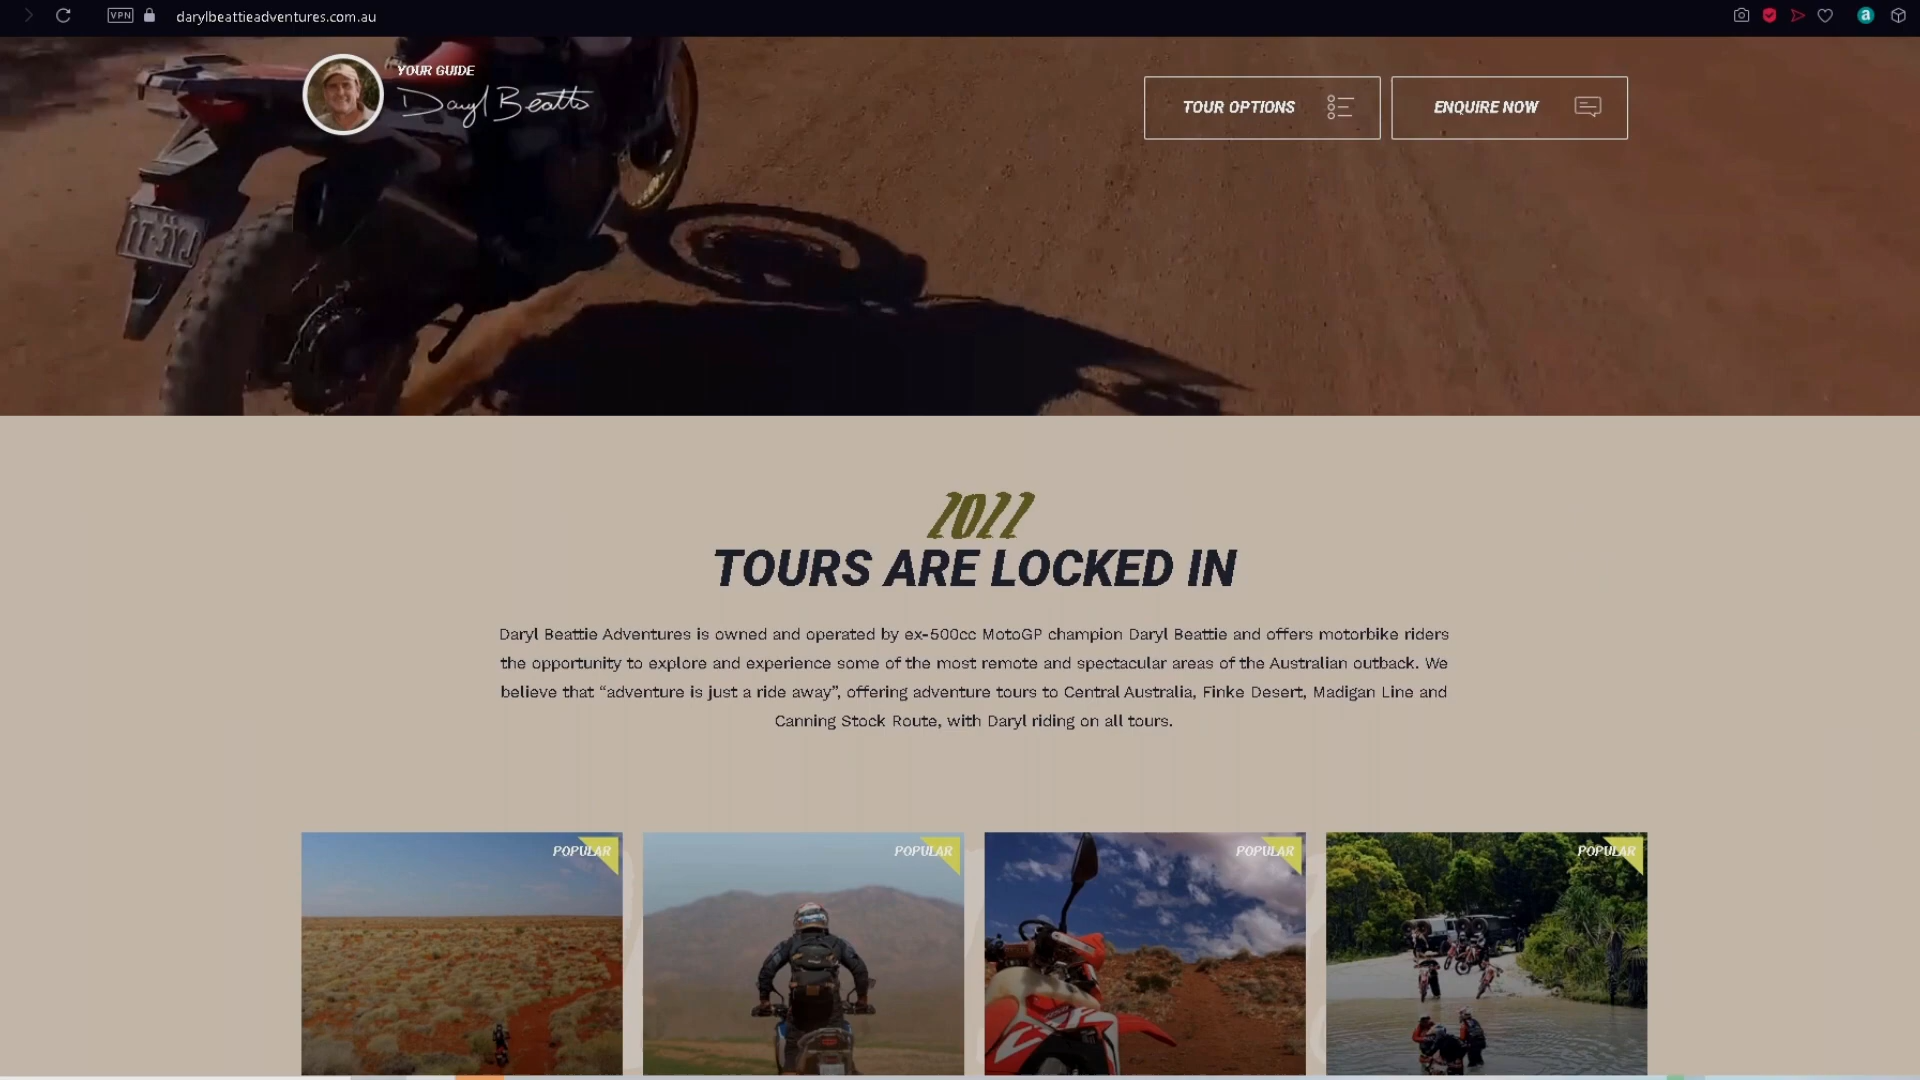 VPN
darylbeattieadventures.com.au
YOUR GUIDE
Daryl Beattie
TOUR OPTIONS
ENQUIRE NOW
2022
TOURS ARE LOCKED IN
Daryl Beattie Adventures is owned and operated by ex-500cc MotoGP champion Daryl Beattie and offers motorbike riders
the opportunity to explore and experience some of the most remote and spectacular areas of the Australian outback. We
believe that “adventure is just a ride away”, offering adventure tours to Central Australia, Finke Desert, Madigan Line and
Canning Stock Route, with Daryl riding on all tours.
POPULAR
POPULAR
POPULAR
POPULAR